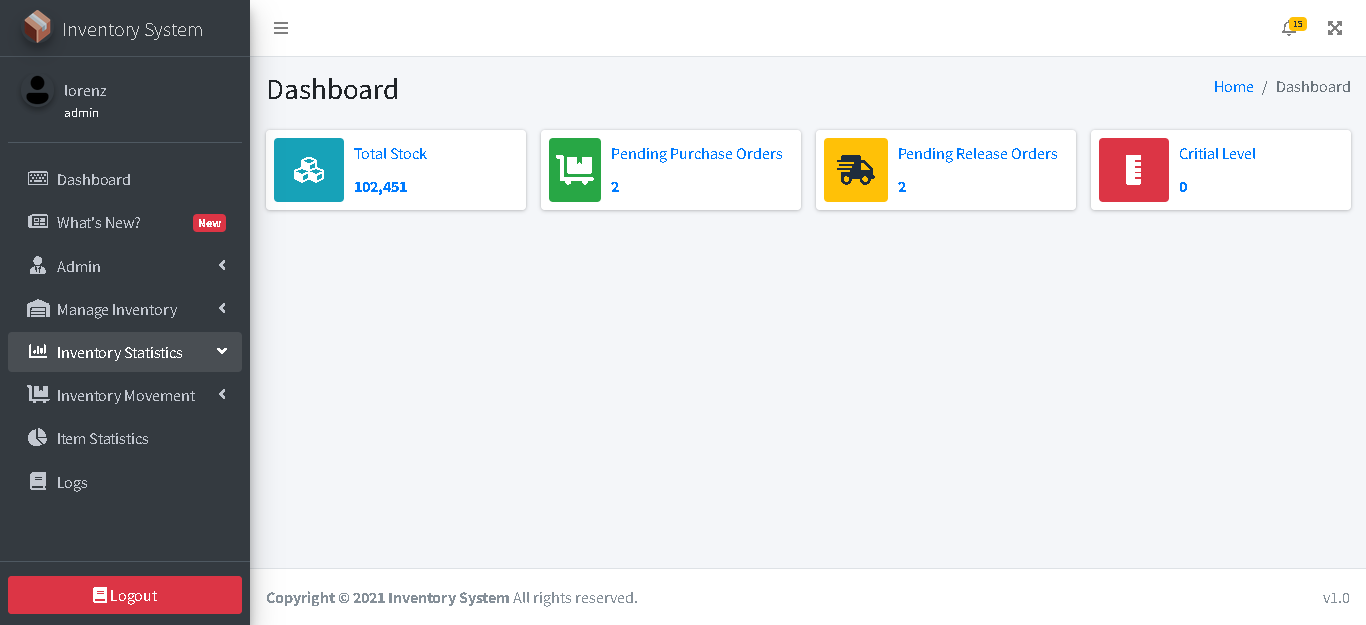 Inventory System
15
lorenz
admin
Dashboard
What's New?
New
Admin
Manage Inventory
Inventory Statistics
Inventory Movement
Item Statistics
Logs
Logout
Dashboard
Home / Dashboard
Total Stock
102,451
Pending Purchase Orders
2
Pending Release Orders
2
Critial Level
0
Copyright © 2021 Inventory System All rights reserved.
v1.0